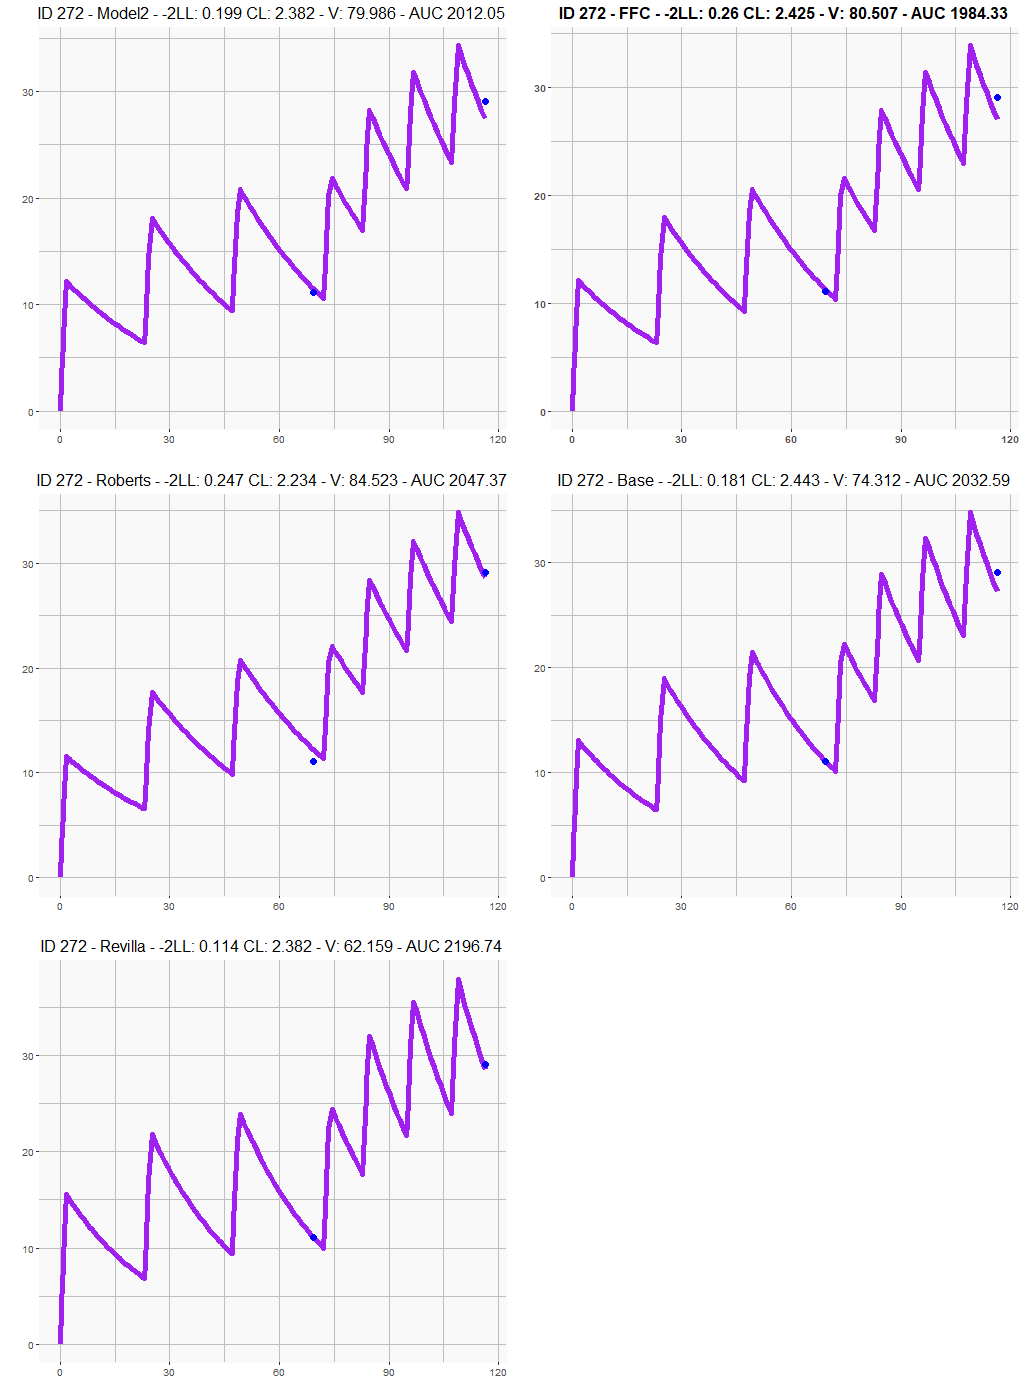 ID 272 - Model2 - -2LL: 0.199 CL: 2.382 - V: 79.986 - AUC 2012.05
30
20
10
0
0 30 60 90 120
ID 272 - FFC - -2LL: 0.26 CL: 2.425 - V: 80.507 - AUC 1984.33
30
20
10
0
0 30 60 90 120
ID 272 - Roberts - -2LL: 0.247 CL: 2.234 - V: 84.523 - AUC 2047.37
30
20
10
0
0 30 60 90 120
ID 272 - Base - -2LL: 0.181 CL: 2.443 - V: 74.312 - AUC 2032.59
30
20
10
0
0 30 60 90 120
ID 272 - Revilla - -2LL: 0.114 CL: 2.382 - V: 62.159 - AUC 2196.74
30
20
10
0
0 30 60 90 120